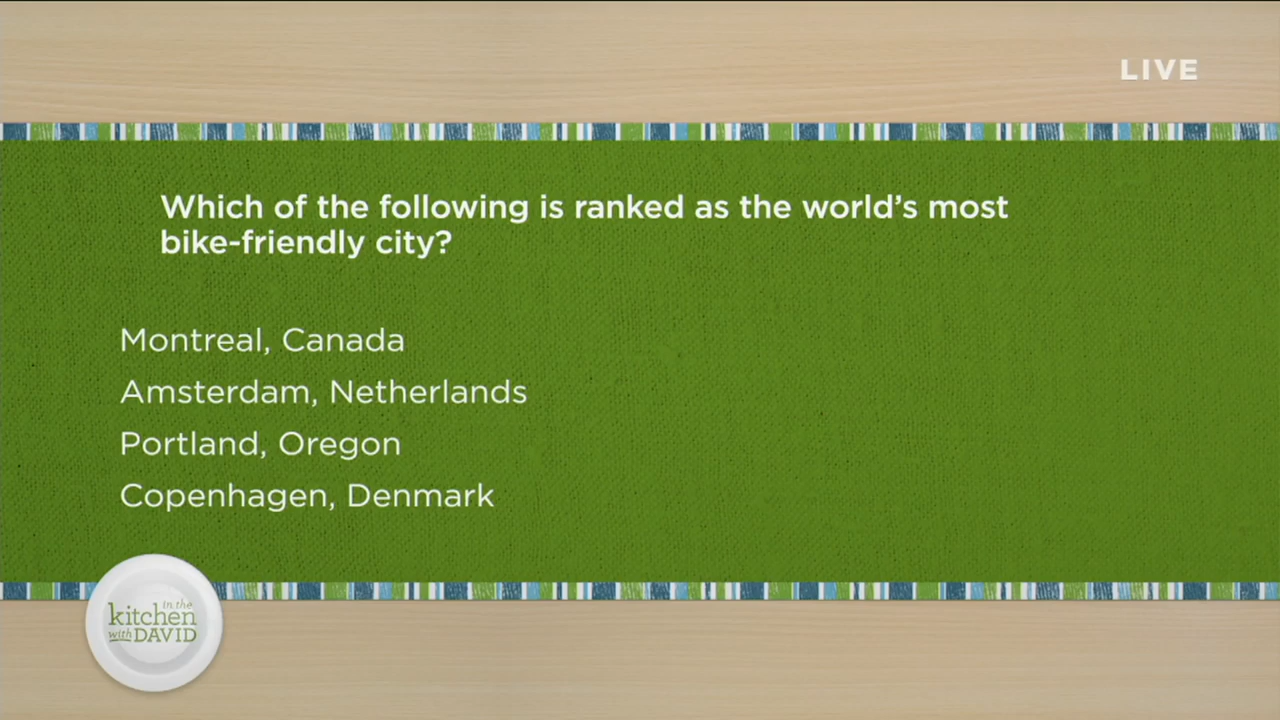 LIVE
Which of the following is ranked as the world's most
bike-friendly city?
Montreal, Canada
Amsterdam, Netherlands
Portland, Oregon
Copenhagen, Denmark
in the
kitchen
with DAVID